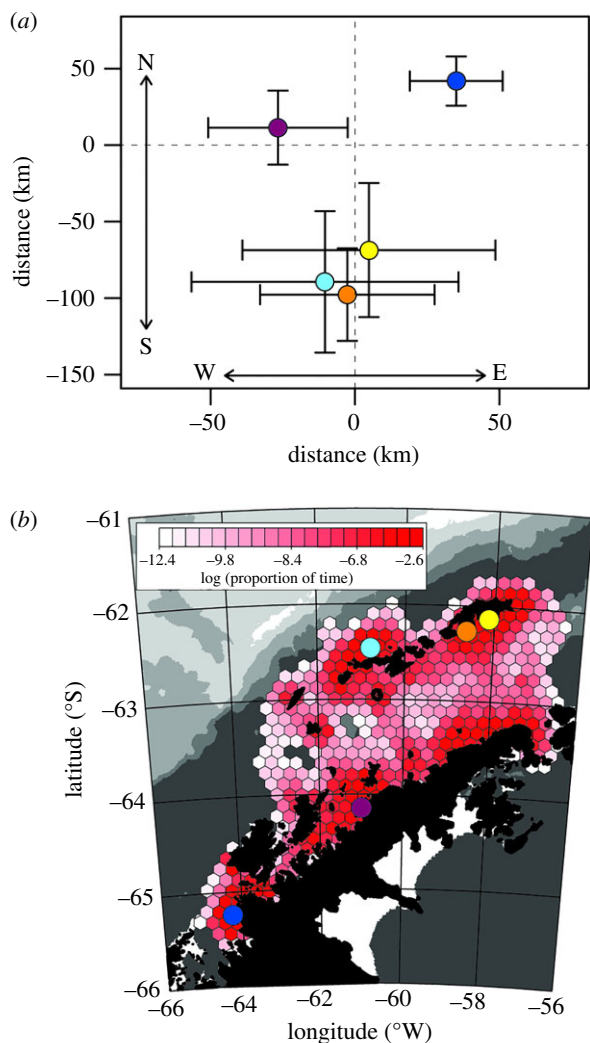 (a)
50
0
−50
−100
−150
distance (km)
N
S
W
E
−50
0
50
distance (km)
(b)
−61
−62
−63
−64
−65
−66
latitude (°S)
−12.4
−9.8
−8.4
−6.8
−2.6
log (proportion of time)
−66
−64
−62
−60
−58
−56
longitude (°W)